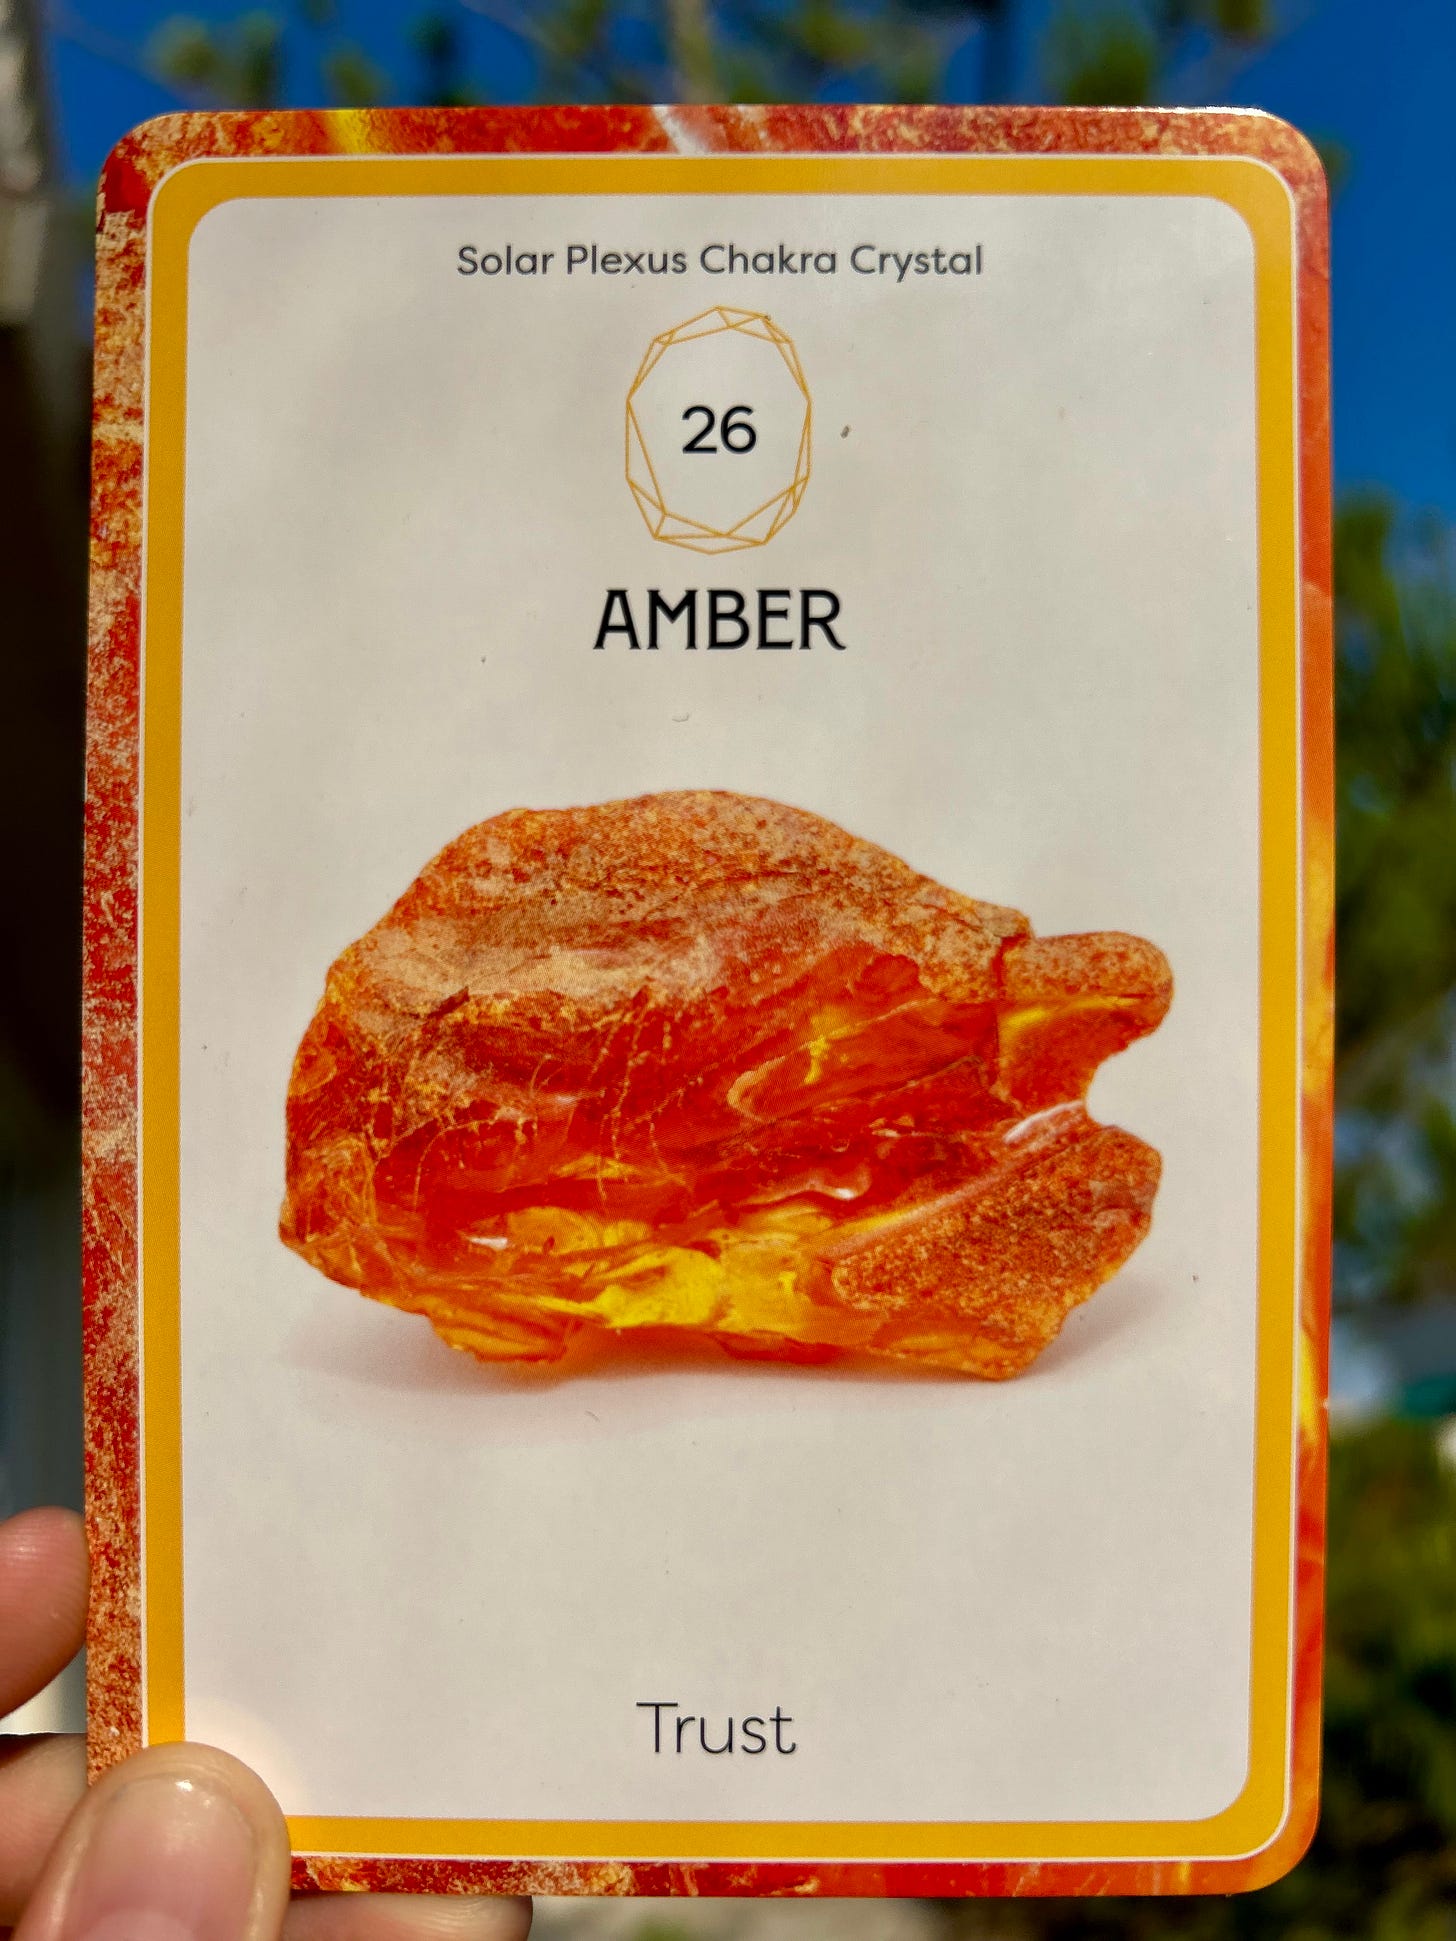 Solar Plexus Chakra Crystal
26
AMBER
Trust